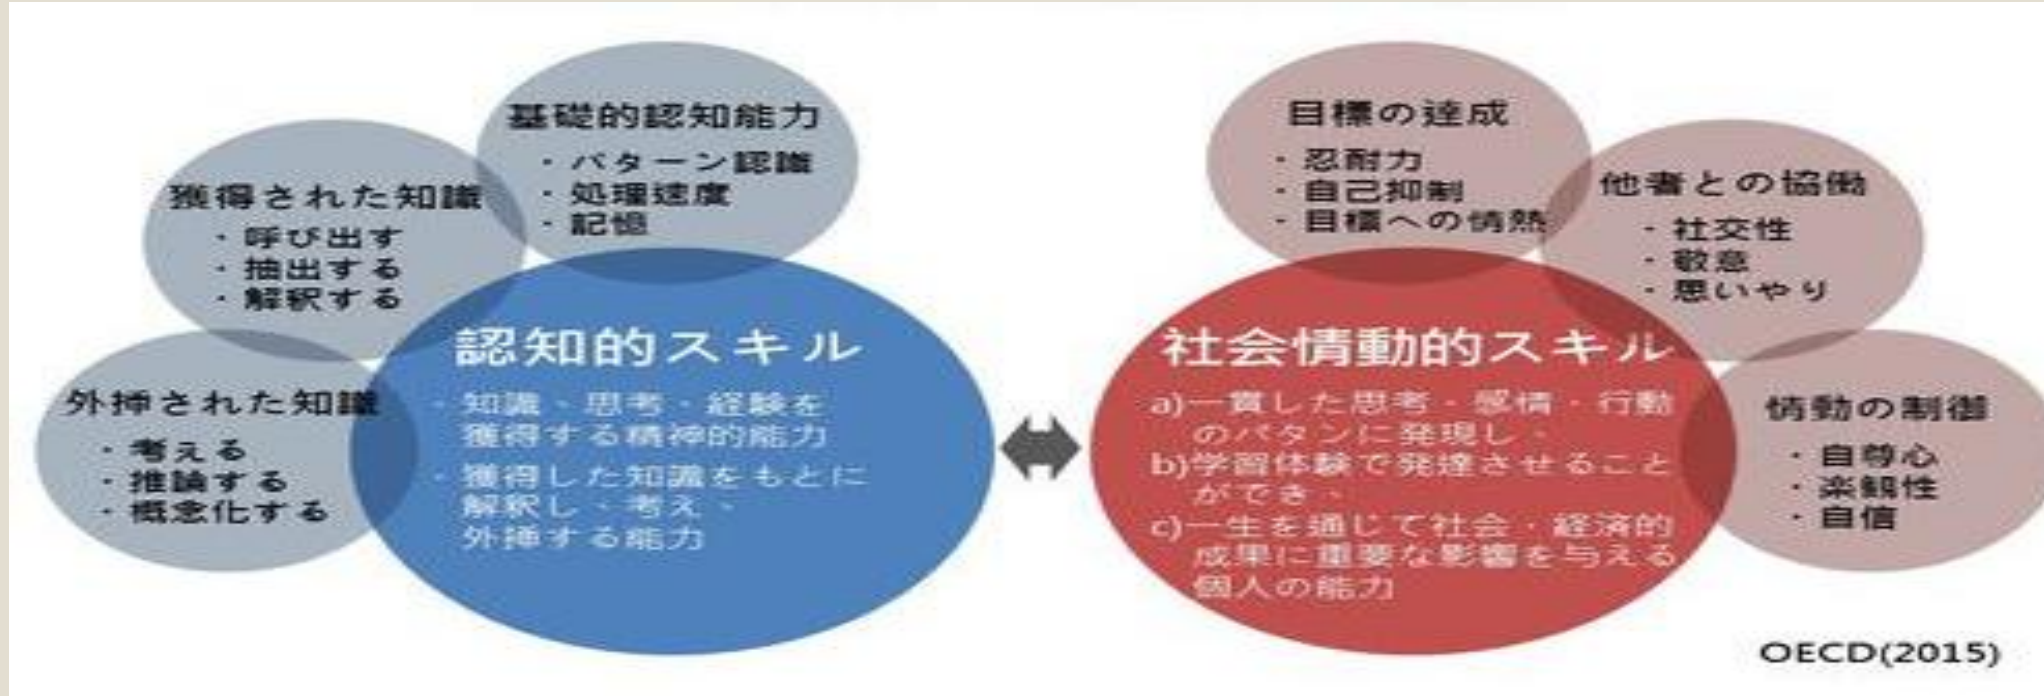 基礎的認知能力
・パターン認識
・処理速度
・記憶
獲得された知識
・呼び出す
・抽出する
・解釈する
外挿された知識
・考える
・推論する
・概念化する
認知的スキル
・知識、思考、経験を
獲得する精神的能力
・獲得した知識をもとに
解釈し、考え、
外挿する能力
目標の達成
・忍耐力
・自己抑制
・目標への情熱
他者との協働
・社交性
・敬意
・思いやり
情動の制御
・自尊心
・楽観性
・自信
社会情動的スキル
a)一貫した思考・感情・行動
のパタンに発現し、
b)学習体験で発達させること
ができ、
c)一生を通じて社会・経済的
成果に重要な影響を与える
個人の能力
OECD(2015)